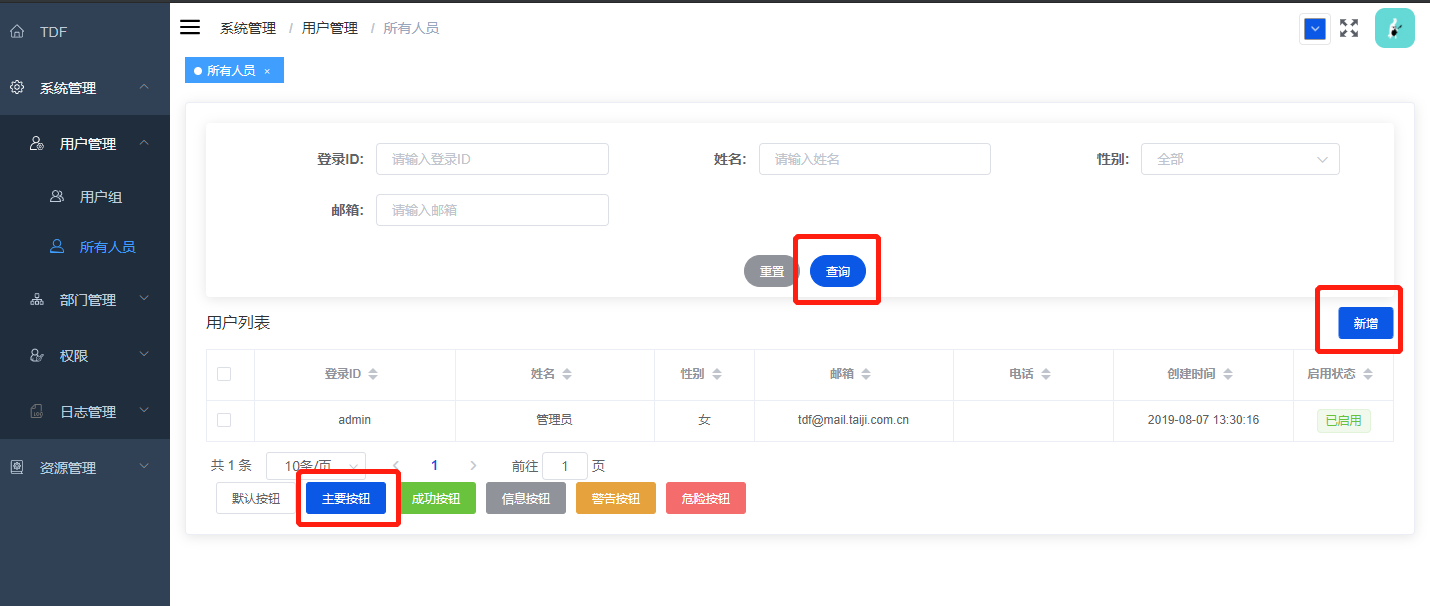 TDF
系统管理
用户管理
用户组
所有人员
部门管理
权限
日志管理
资源管理
系统管理 / 用户管理 / 所有人员
所有人员 ×
登录ID: 请输入登录ID 姓名: 请输入姓名 性别: 全部
邮箱: 请输入邮箱
重置 查询
用户列表 新增
登录ID 姓名 性别 邮箱 电话 创建时间 启用状态
admin 管理员 女 tdf@mail.taiji.com.cn 2019-08-07 13:30:16 已启用
共 1 条 10条/页 1 前往 1 页
默认按钮 主要按钮 成功按钮 信息按钮 警告按钮 危险按钮